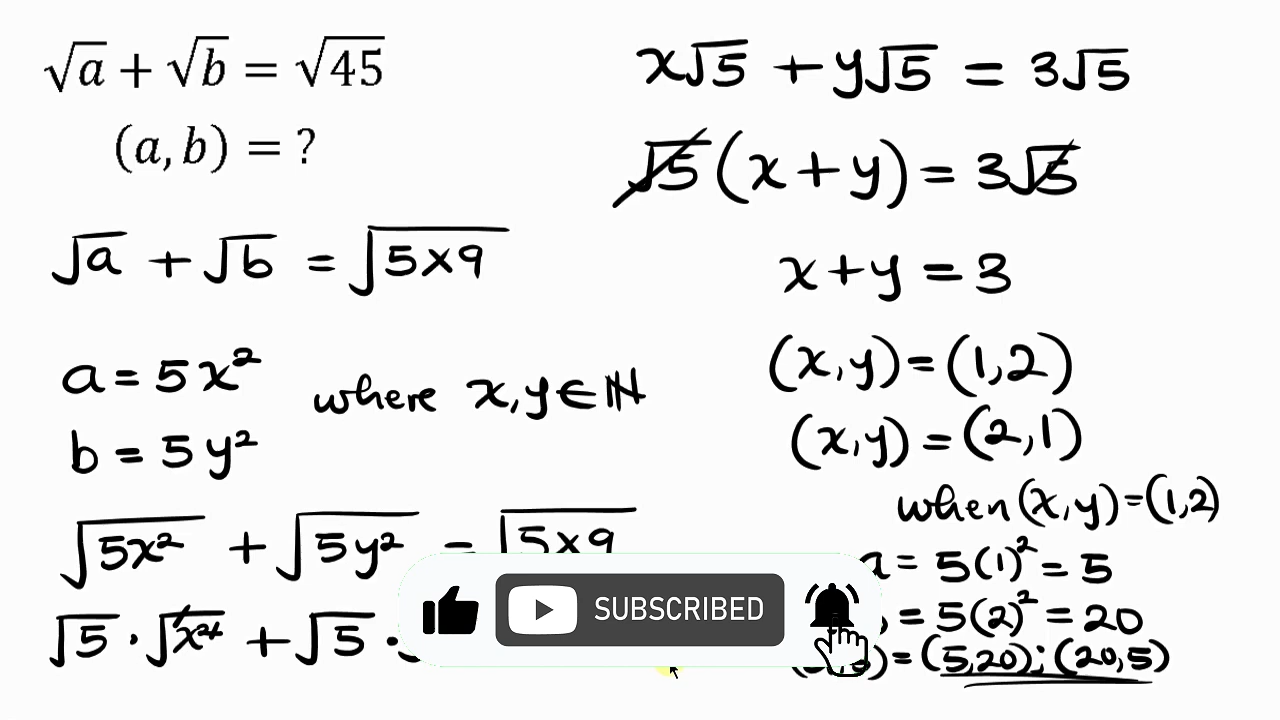 √a + √b = √45
(a, b) = ?
√a + √b = √5×9
a = 5x²
where x, y ∈ ℕ
b = 5y²
√5x² + √5y² = √5×9
√5 · √x² + √5 ·
x√5 + y√5 = 3√5
√5(x + y) = 3√5
x + y = 3
(x, y) = (1, 2)
(x, y) = (2, 1)
when (x, y) = (1, 2)
= 5(1)² = 5
= 5(2)² = 20
) = (5, 20); (20, 5)
SUBSCRIBED